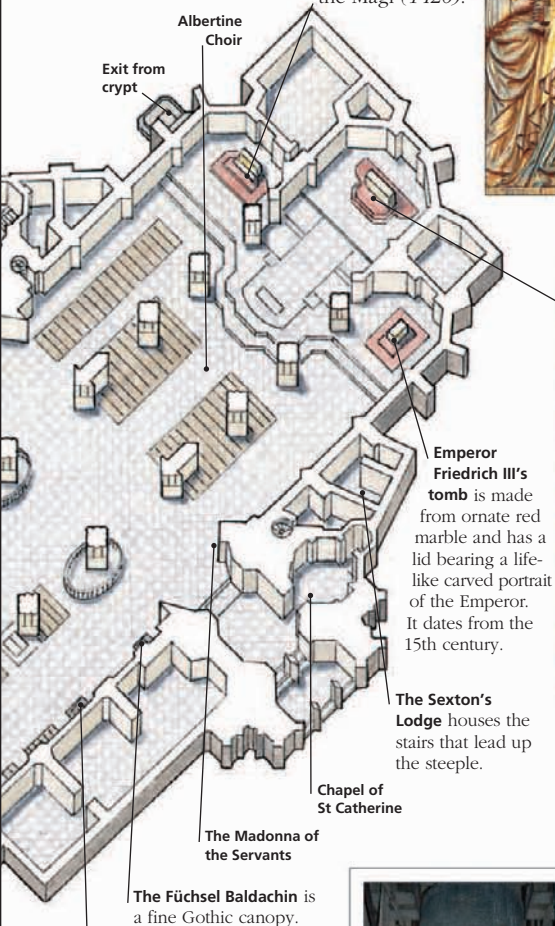 the Magi (1420).
Albertine
Choir
Exit from
crypt
Emperor
Friedrich III's
tomb is made
from ornate red
marble and has a
lid bearing a life-
like carved portrait
of the Emperor.
It dates from the
15th century.
The Sexton's
Lodge houses the
stairs that lead up
the steeple.
Chapel of
St Catherine
The Madonna of
the Servants
The Füchsel Baldachin is
a fine Gothic canopy.